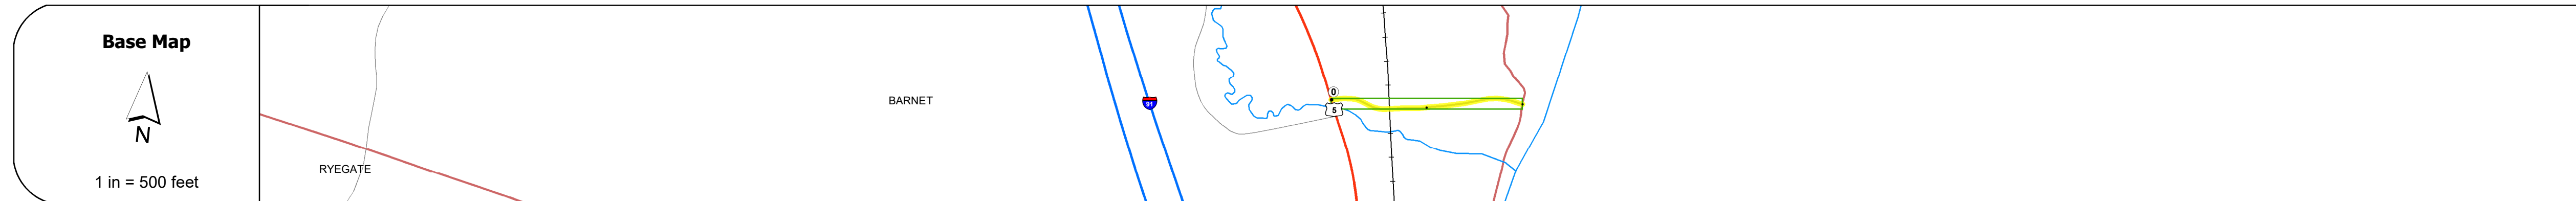 Base Map
N
1 in = 500 feet
RYEGATE
BARNET
91
0
5